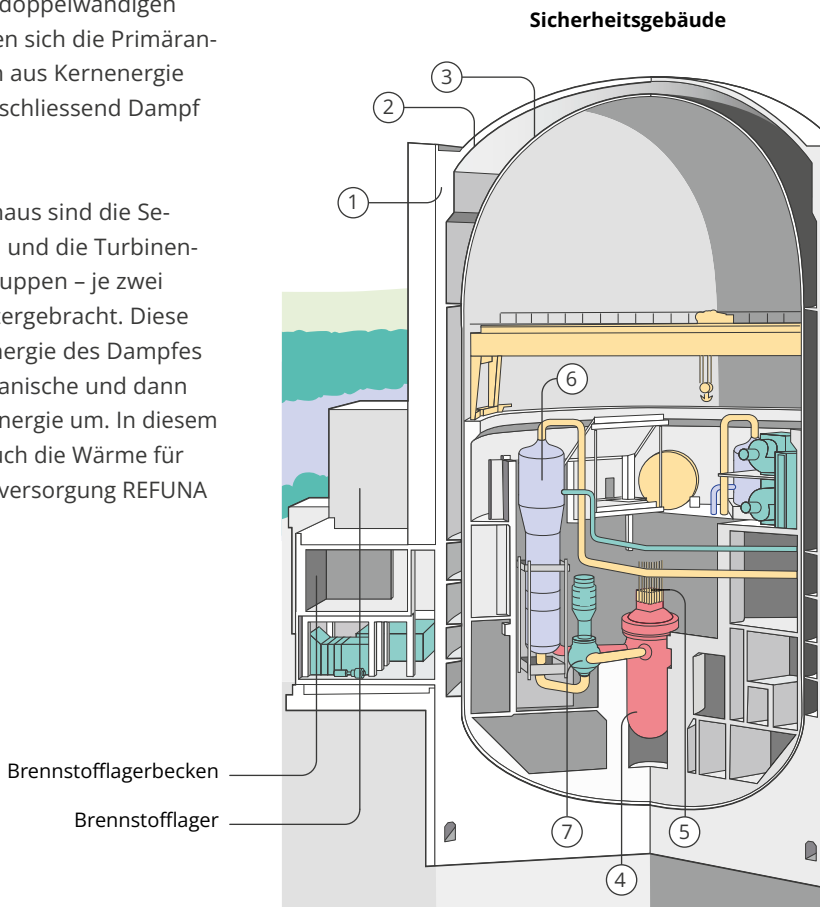 doppelwandigen
en sich die Primäran-
aus Kernenergie
schliessend Dampf
haus sind die Se-
und die Turbinen-
uppen – je zwei
tergebracht. Diese
nergie des Dampfes
anische und dann
nergie um. In diesem
uch die Wärme für
versorgung REFUNA
Sicherheitsgebäude
3
2
1
6
Brennstofflagerbecken
Brennstofflager
7
5
4